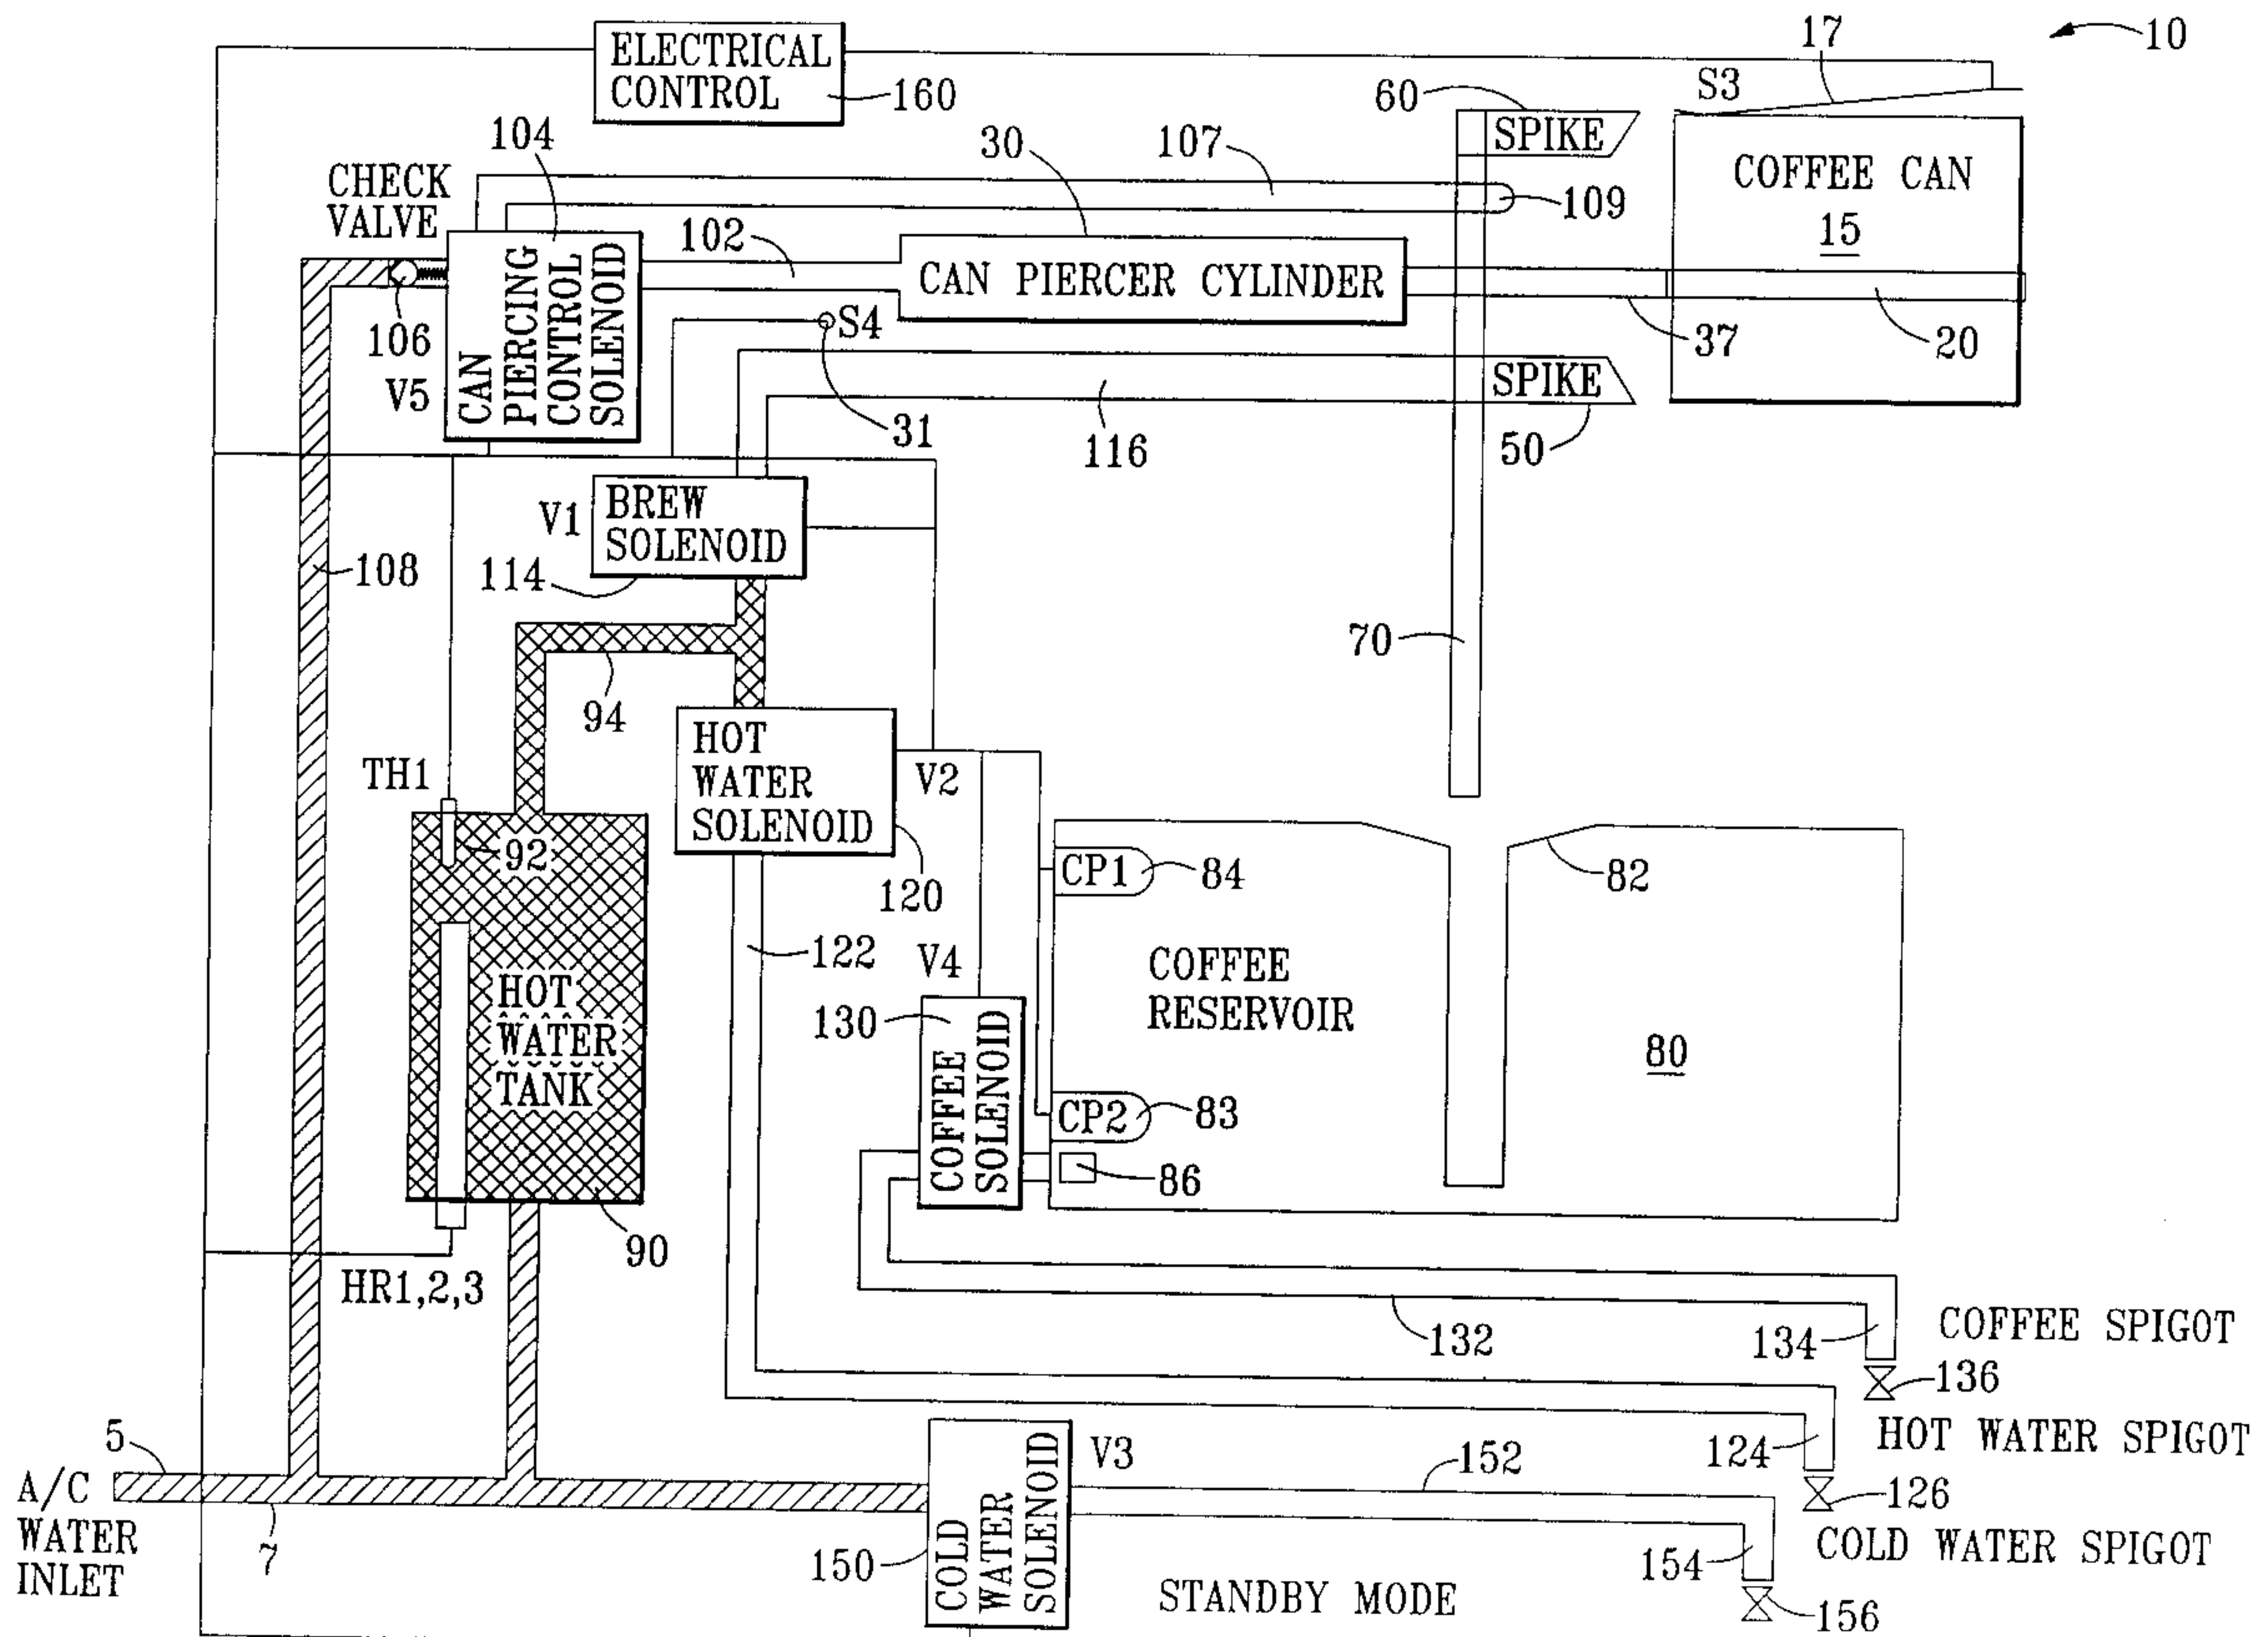 10
17
S3
ELECTRICAL
CONTROL
160
60
SPIKE
104
30
107
CHECK
VALVE
109
COFFEE CAN
15
102
CAN PIERCER CYLINDER
CAN
PIERCING
CONTROL
SOLENOID
106
V5
S4
31
37
20
SPIKE
50
116
BREW
SOLENOID
V1
114
108
94
70
HOT
WATER
SOLENOID
V2
120
TH1
92
CP1
84
82
122
V4
COFFEE
RESERVOIR
130
HOT
WATER
TANK
COFFEE
SOLENOID
80
CP2
83
86
90
HR1,2,3
132
134
COFFEE SPIGOT
136
124
HOT WATER SPIGOT
126
5
A/C
WATER
INLET
7
COLD
WATER
SOLENOID
V3
150
152
154
COLD WATER SPIGOT
156
STANDBY MODE